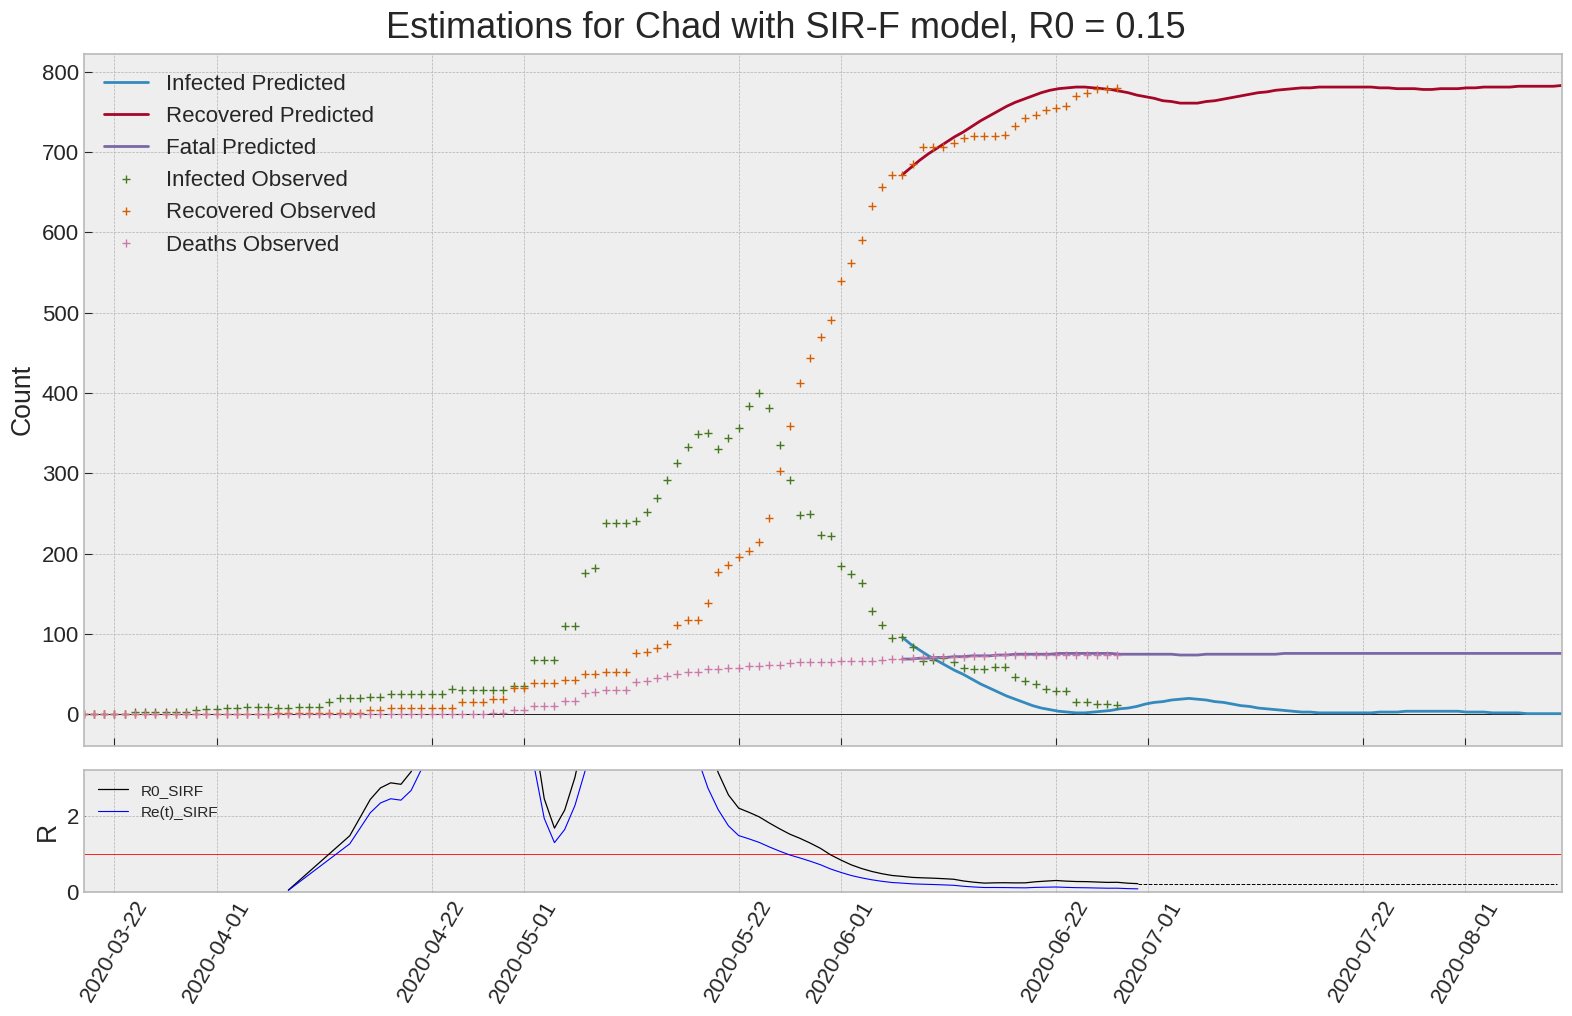 Estimations for Chad with SIR-F model, R0 = 0.15
800
700
600
500
400
300
200
100
0
Count
Infected Predicted
Recovered Predicted
Fatal Predicted
Infected Observed
Recovered Observed
Deaths Observed
2
0
R
R0_SIRF
Re(t)_SIRF
2020-03-22
2020-04-01
2020-04-22
2020-05-01
2020-05-22
2020-06-01
2020-06-22
2020-07-01
2020-07-22
2020-08-01